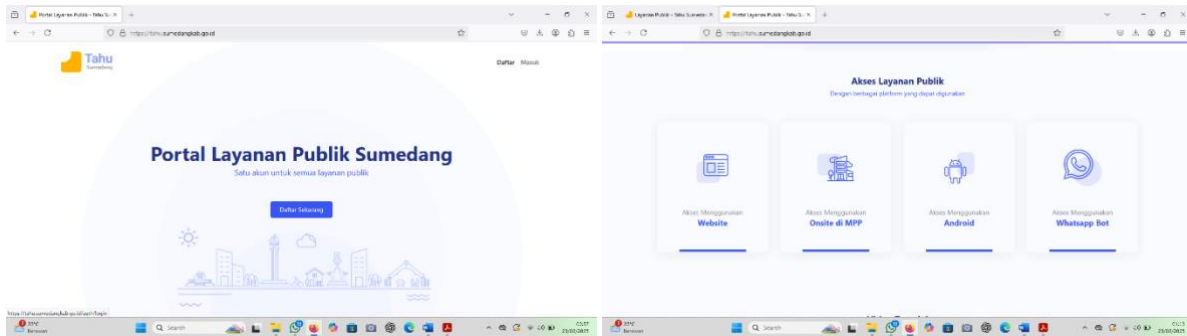 Portal Layanan Publik - Tahu Su
https://tahu.sumedangkab.go.id
Tahu
Sumedang
Daftar Masuk
Portal Layanan Publik Sumedang
Satu akun untuk semua layanan publik
Daftar Sekarang
Search
Layanan Publik - Tahu Sumedan
Portal Layanan Publik - Tahu S
https://tahu.sumedangkab.go.id
Akses Layanan Publik
Dengan berbagai platform yang dapat digunakan
Akses Menggunakan
Website
Akses Menggunakan
Onsite di MPP
Akses Menggunakan
Android
Akses Menggunakan
Whatsapp Bot
Search